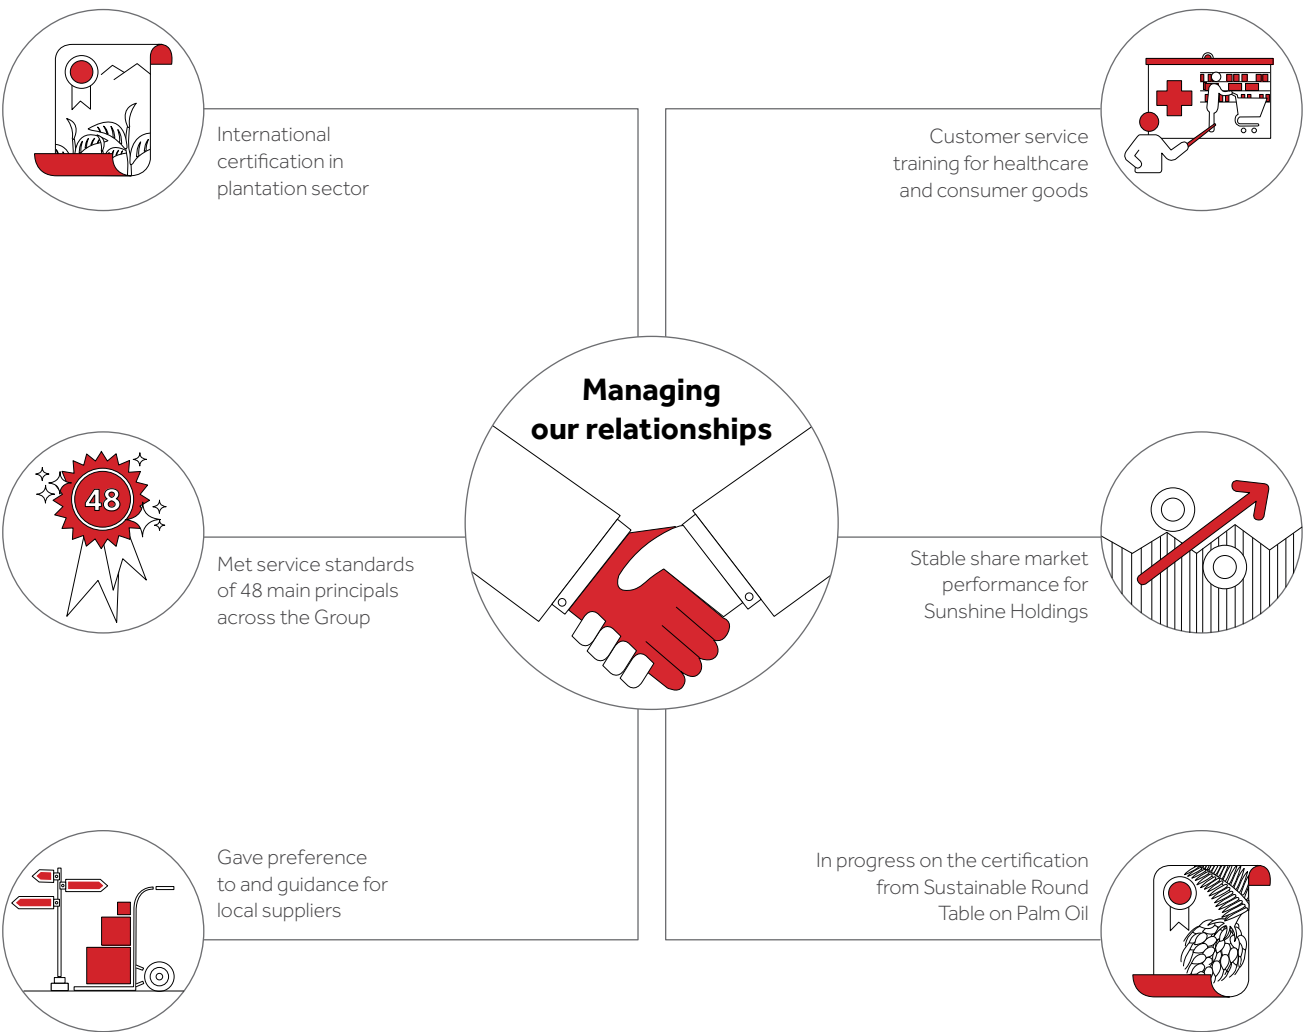 International
certification in
plantation sector
Customer service
training for healthcare
and consumer goods
Managing
our relationships
48
Met service standards
of 48 main principals
across the Group
Stable share market
performance for
Sunshine Holdings
Gave preference
to and guidance for
local suppliers
In progress on the certification
from Sustainable Round
Table on Palm Oil